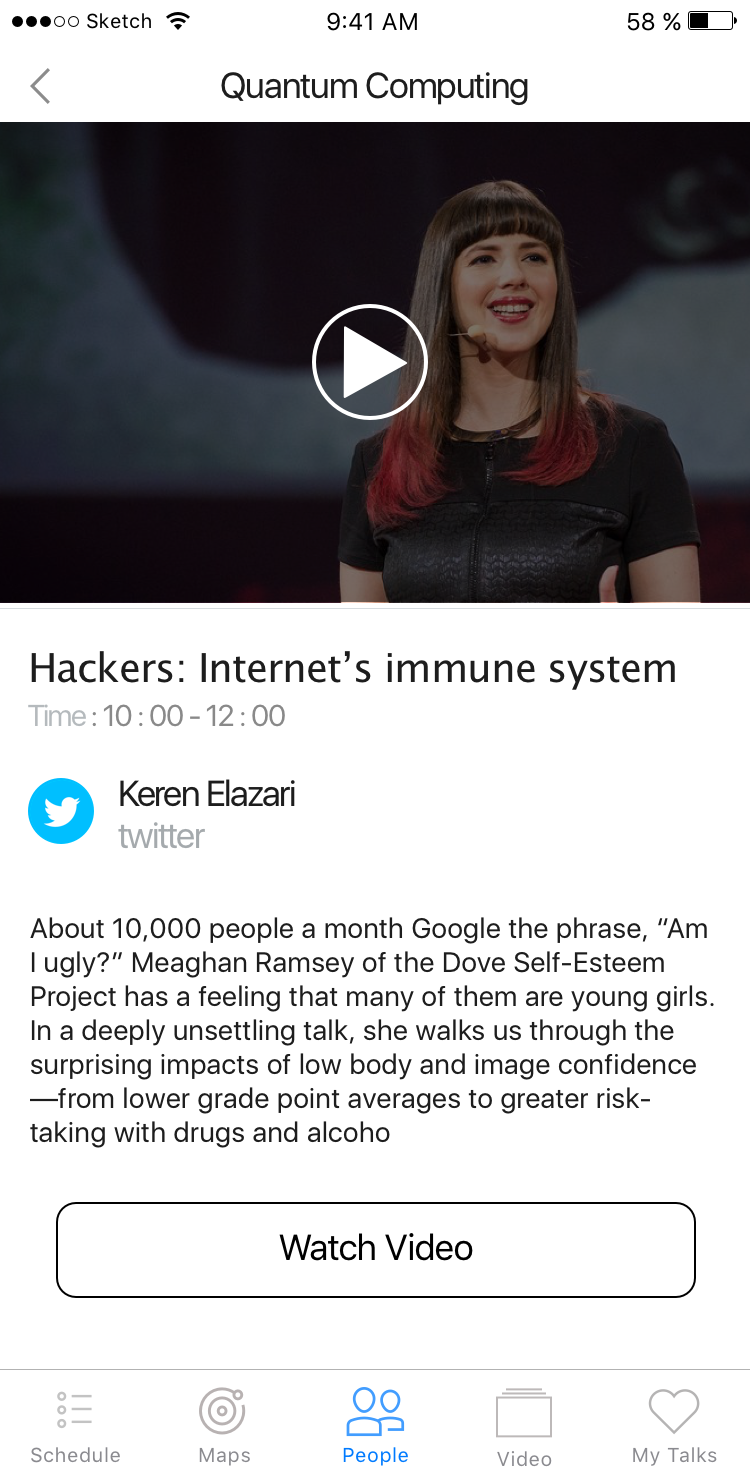 Sketch 9:41 AM 58 %
Quantum Computing
Hackers: Internet’s immune system
Time : 10 : 00 - 12 : 00
Keren Elazari
twitter
About 10,000 people a month Google the phrase, “Am
I ugly?” Meaghan Ramsey of the Dove Self-Esteem
Project has a feeling that many of them are young girls.
In a deeply unsettling talk, she walks us through the
surprising impacts of low body and image confidence
—from lower grade point averages to greater risk-
taking with drugs and alcoho
Watch Video
Schedule Maps People Video My Talks